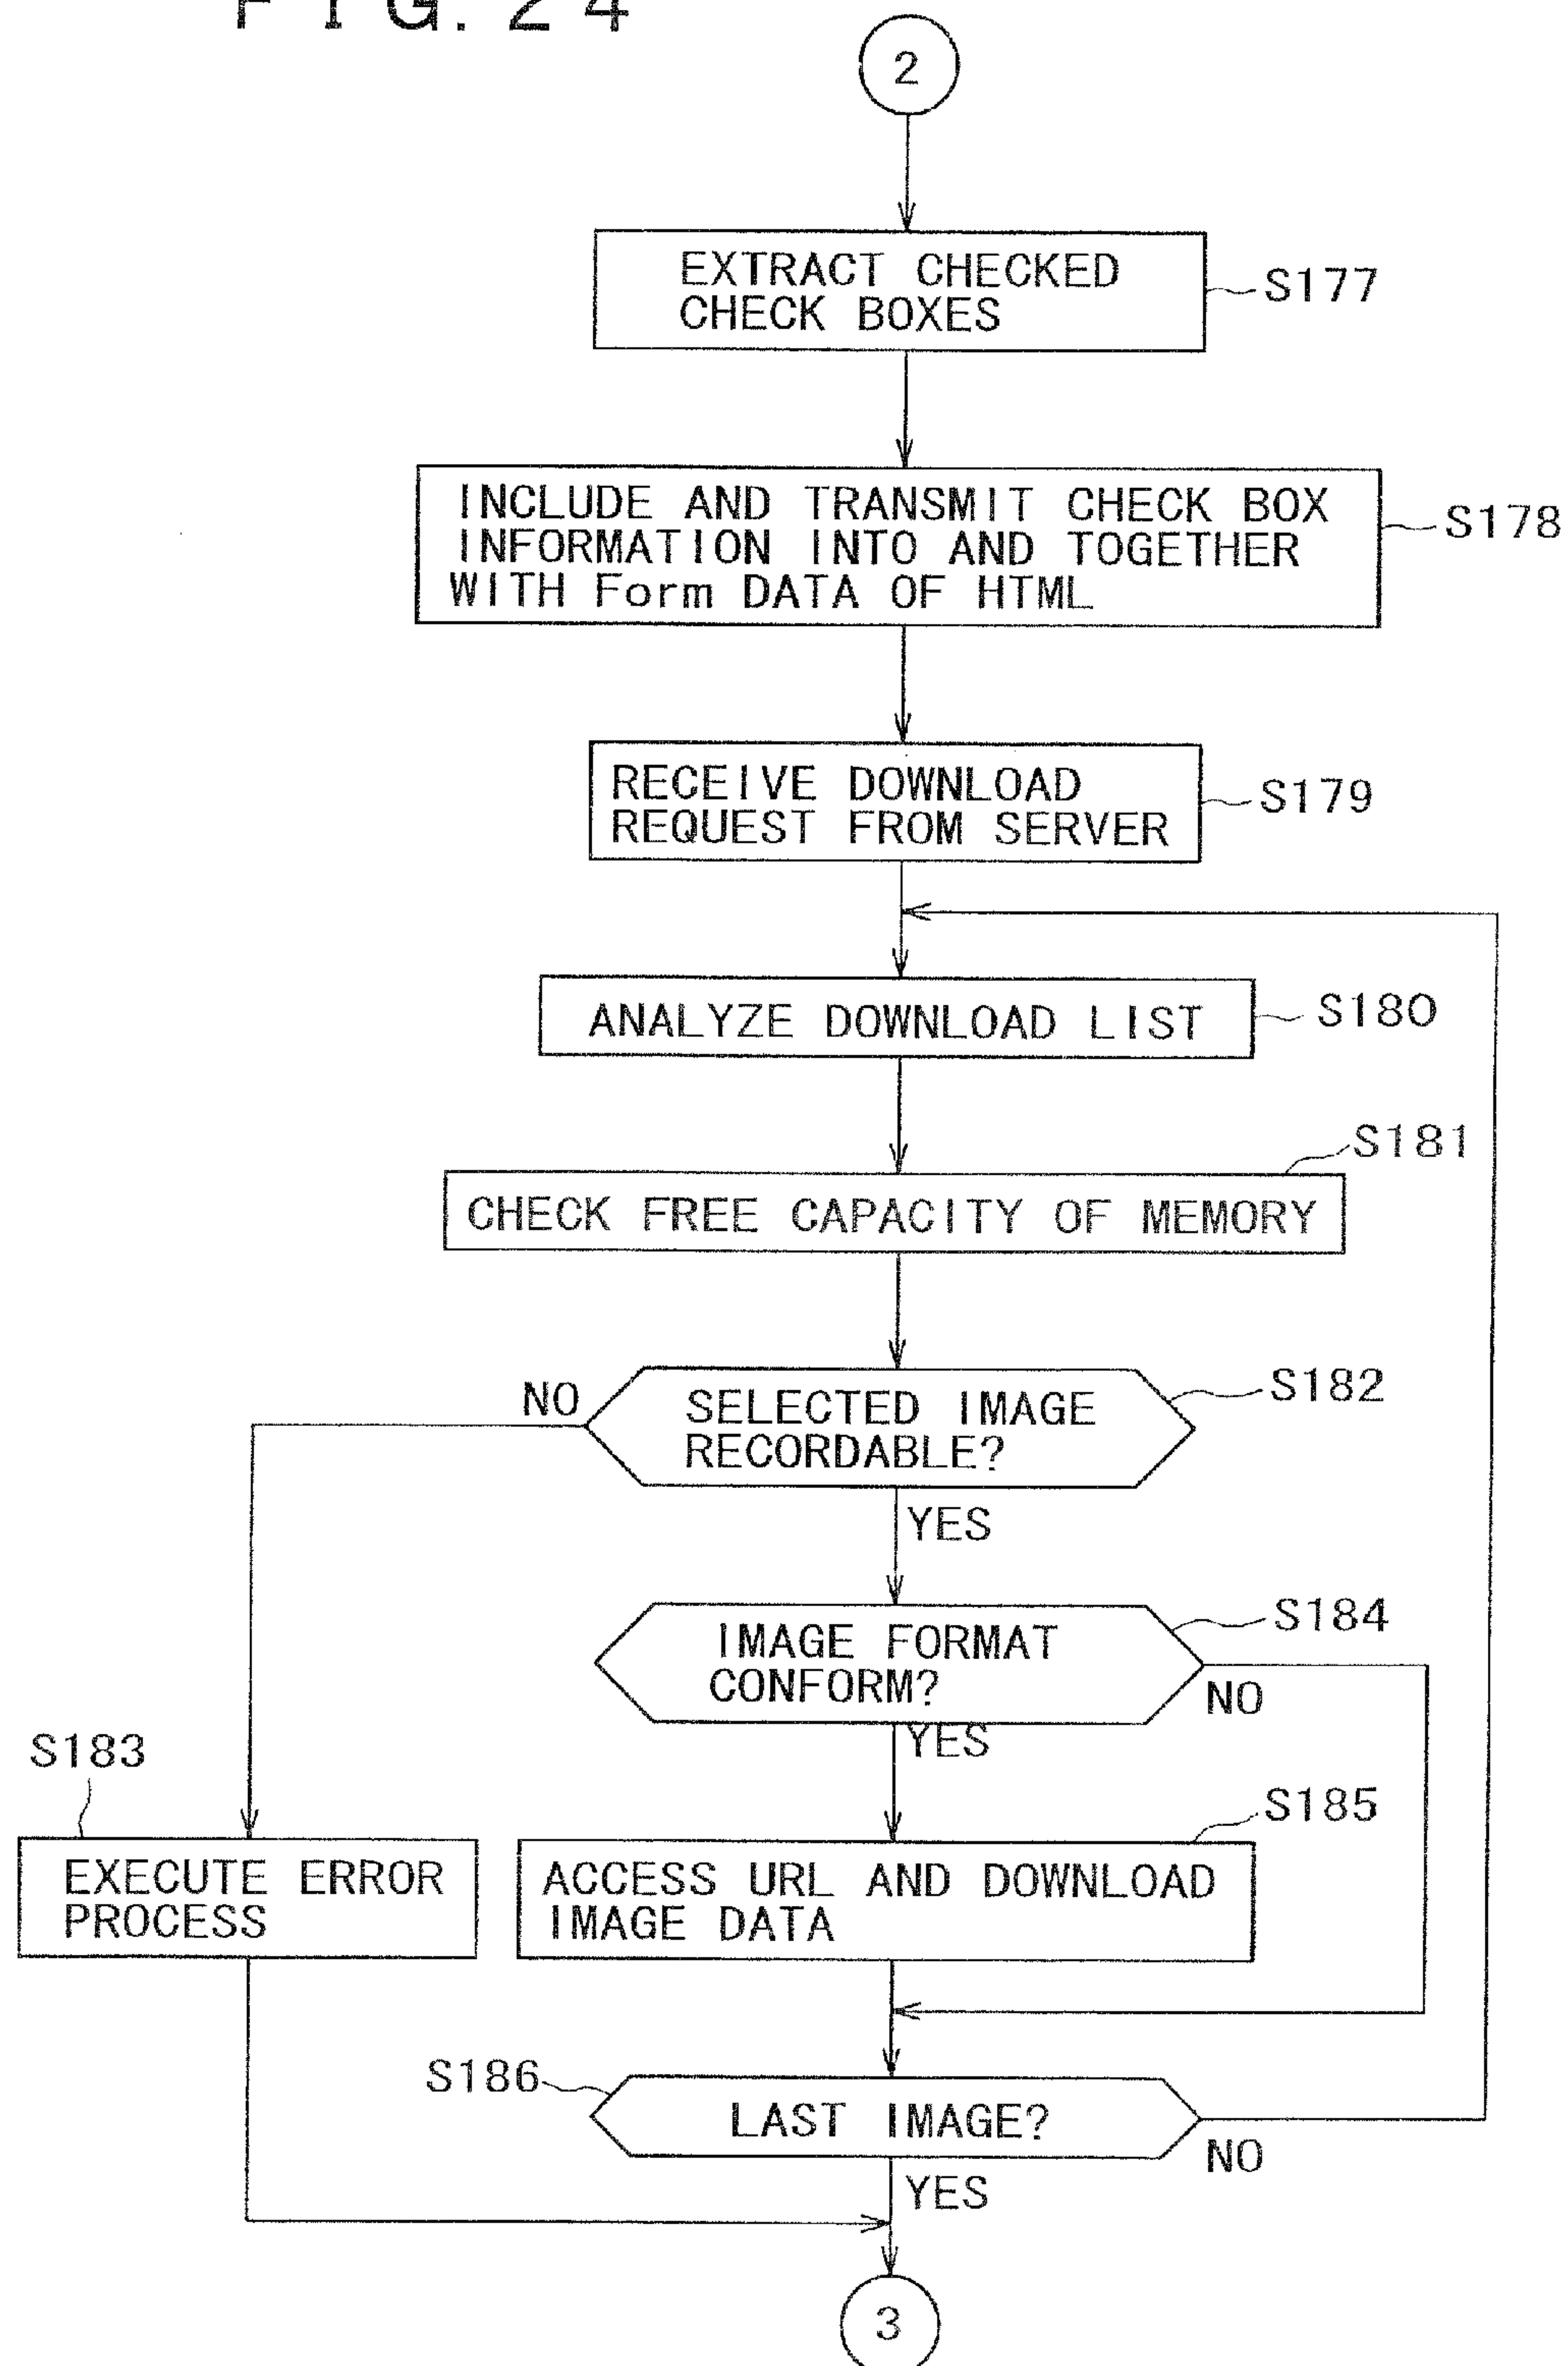 FIG. 24
2
EXTRACT CHECKED
CHECK BOXES
S177
INCLUDE AND TRANSMIT CHECK BOX
INFORMATION INTO AND TOGETHER
WITH Form DATA OF HTML
S178
RECEIVE DOWNLOAD
REQUEST FROM SERVER
S179
ANALYZE DOWNLOAD LIST
S180
S181
CHECK FREE CAPACITY OF MEMORY
NO
SELECTED IMAGE
RECORDABLE?
S182
YES
IMAGE FORMAT
CONFORM?
S184
NO
YES
S183
EXECUTE ERROR
PROCESS
S185
ACCESS URL AND DOWNLOAD
IMAGE DATA
S186
LAST IMAGE?
NO
YES
3